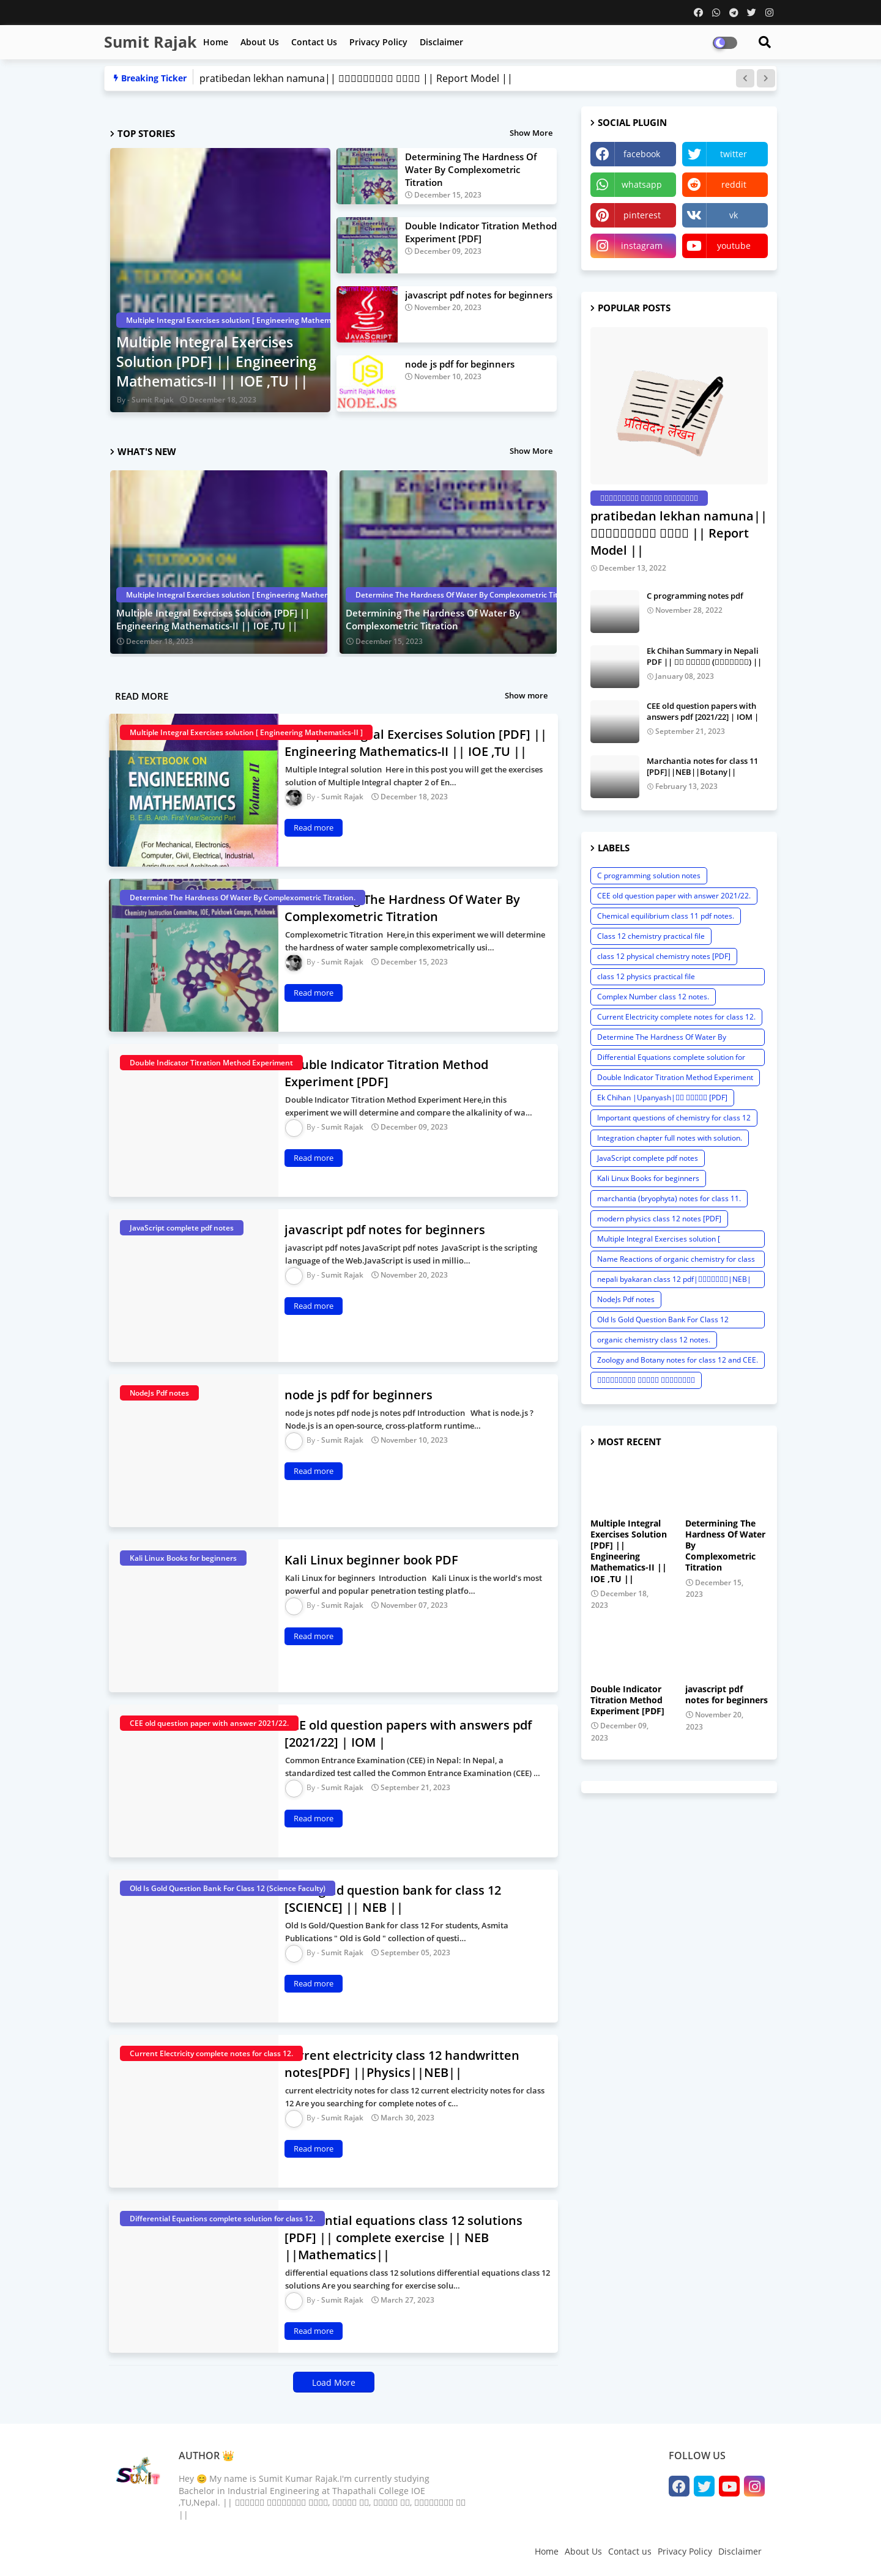 Sumit Rajak
Home About Us Contact Us Privacy Policy Disclaimer
Breaking Ticker
pratibedan lekhan namuna|| || Report Model ||
TOP STORIES
Show More
Multiple Integral Exercises solution [ Engineering Mathem
Multiple Integral Exercises
Solution [PDF] || Engineering
Mathematics-II || IOE ,TU ||
By - Sumit Rajak December 18, 2023
Determining The Hardness Of
Water By Complexometric
Titration
December 15, 2023
Double Indicator Titration Method
Experiment [PDF]
December 09, 2023
javascript pdf notes for beginners
November 20, 2023
JAVASCRIPT
node js pdf for beginners
November 10, 2023
Sumit Rajak Notes
NODE.JS
WHAT'S NEW
Show More
Multiple Integral Exercises solution [ Engineering Mather
Multiple Integral Exercises Solution [PDF] ||
Engineering Mathematics-II || IOE ,TU ||
December 18, 2023
Determine The Hardness Of Water By Complexometric Tit
Determining The Hardness Of Water By
Complexometric Titration
December 15, 2023
READ MORE
Show more
Multiple Integral Exercises solution [ Engineering Mathematics-II ]
A TEXTBOOK ON
ENGINEERING
MATHEMATICS
Volume II
B. E./B. Arch. First Year/Second Part
(For Mechanical, Electronics,
Computer, Civil, Electrical, Industrial,
Agriculture and Architecture)
al Exercises Solution [PDF] ||
Engineering Mathematics-II || IOE ,TU ||
Multiple Integral solution Here in this post you will get the exercises
solution of Multiple Integral chapter 2 of En...
By - Sumit Rajak December 18, 2023
Read more
Determine The Hardness Of Water By Complexometric Titration.
The Hardness Of Water By
Complexometric Titration
Complexometric Titration Here,in this experiment we will determine
the hardness of water sample complexometrically usi...
By - Sumit Rajak December 15, 2023
Read more
Double Indicator Titration Method Experiment
uble Indicator Titration Method
Experiment [PDF]
Double Indicator Titration Method Experiment Here,in this
experiment we will determine and compare the alkalinity of wa...
By - Sumit Rajak December 09, 2023
Read more
JavaScript complete pdf notes
javascript pdf notes for beginners
javascript pdf notes JavaScript pdf notes JavaScript is the scripting
language of the Web.JavaScript is used in millio...
By - Sumit Rajak November 20, 2023
Read more
NodeJs Pdf notes
node js pdf for beginners
node js notes pdf node js notes pdf Introduction What is node.js ?
Node.js is an open-source, cross-platform runtime...
By - Sumit Rajak November 10, 2023
Read more
Kali Linux Books for beginners
Kali Linux beginner book PDF
Kali Linux for beginners Introduction Kali Linux is the world's most
powerful and popular penetration testing platfo...
By - Sumit Rajak November 07, 2023
Read more
CEE old question paper with answer 2021/22.
E old question papers with answers pdf
[2021/22] | IOM |
Common Entrance Examination (CEE) in Nepal: In Nepal, a
standardized test called the Common Entrance Examination (CEE) ...
By - Sumit Rajak September 21, 2023
Read more
Old Is Gold Question Bank For Class 12 (Science Faculty)
d question bank for class 12
[SCIENCE] || NEB ||
Old Is Gold/Question Bank for class 12 For students, Asmita
Publications " Old is Gold " collection of questi...
By - Sumit Rajak September 05, 2023
Read more
Current Electricity complete notes for class 12.
rrent electricity class 12 handwritten
notes[PDF] ||Physics||NEB||
current electricity notes for class 12 current electricity notes for class
12 Are you searching for complete notes of c...
By - Sumit Rajak March 30, 2023
Read more
Differential Equations complete solution for class 12.
ential equations class 12 solutions
[PDF] || complete exercise || NEB
||Mathematics||
differential equations class 12 solutions differential equations class 12
solutions Are you searching for exercise solu...
By - Sumit Rajak March 27, 2023
Read more
Load More
SOCIAL PLUGIN
facebook twitter
whatsapp reddit
pinterest vk
instagram youtube
POPULAR POSTS
प्रतिवेदन लेखन
pratibedan lekhan namuna||
|| Report
Model ||
December 13, 2022
C programming notes pdf
November 28, 2022
Ek Chihan Summary in Nepali
PDF || ( ) ||
January 08, 2023
CEE old question papers with
answers pdf [2021/22] | IOM |
September 21, 2023
Marchantia notes for class 11
[PDF]||NEB||Botany||
February 13, 2023
LABELS
C programming solution notes
CEE old question paper with answer 2021/22.
Chemical equilibrium class 11 pdf notes.
Class 12 chemistry practical file
class 12 physical chemistry notes [PDF]
class 12 physics practical file
Complex Number class 12 notes.
Current Electricity complete notes for class 12.
Determine The Hardness Of Water By
Differential Equations complete solution for
Double Indicator Titration Method Experiment
Ek Chihan |Upanyash| [PDF]
Important questions of chemistry for class 12
Integration chapter full notes with solution.
JavaScript complete pdf notes
Kali Linux Books for beginners
marchantia (bryophyta) notes for class 11.
modern physics class 12 notes [PDF]
Multiple Integral Exercises solution [
Name Reactions of organic chemistry for class
nepali byakaran class 12 pdf| |NEB|
NodeJs Pdf notes
Old Is Gold Question Bank For Class 12
organic chemistry class 12 notes.
Zoology and Botany notes for class 12 and CEE.
MOST RECENT
Multiple Integral
Exercises Solution
[PDF] ||
Engineering
Mathematics-II ||
IOE ,TU ||
December 18,
2023
Determining The
Hardness Of Water
By
Complexometric
Titration
December 15,
2023
Double Indicator
Titration Method
Experiment [PDF]
December 09,
2023
javascript pdf
notes for beginners
November 20,
2023
SUMIT
AUTHOR 👑
Hey 😊 My name is Sumit Kumar Rajak.I'm currently studying
Bachelor in Industrial Engineering at Thapathali College IOE
,TU,Nepal. || , , ,
||
FOLLOW US
Home About Us Contact us Privacy Policy Disclaimer